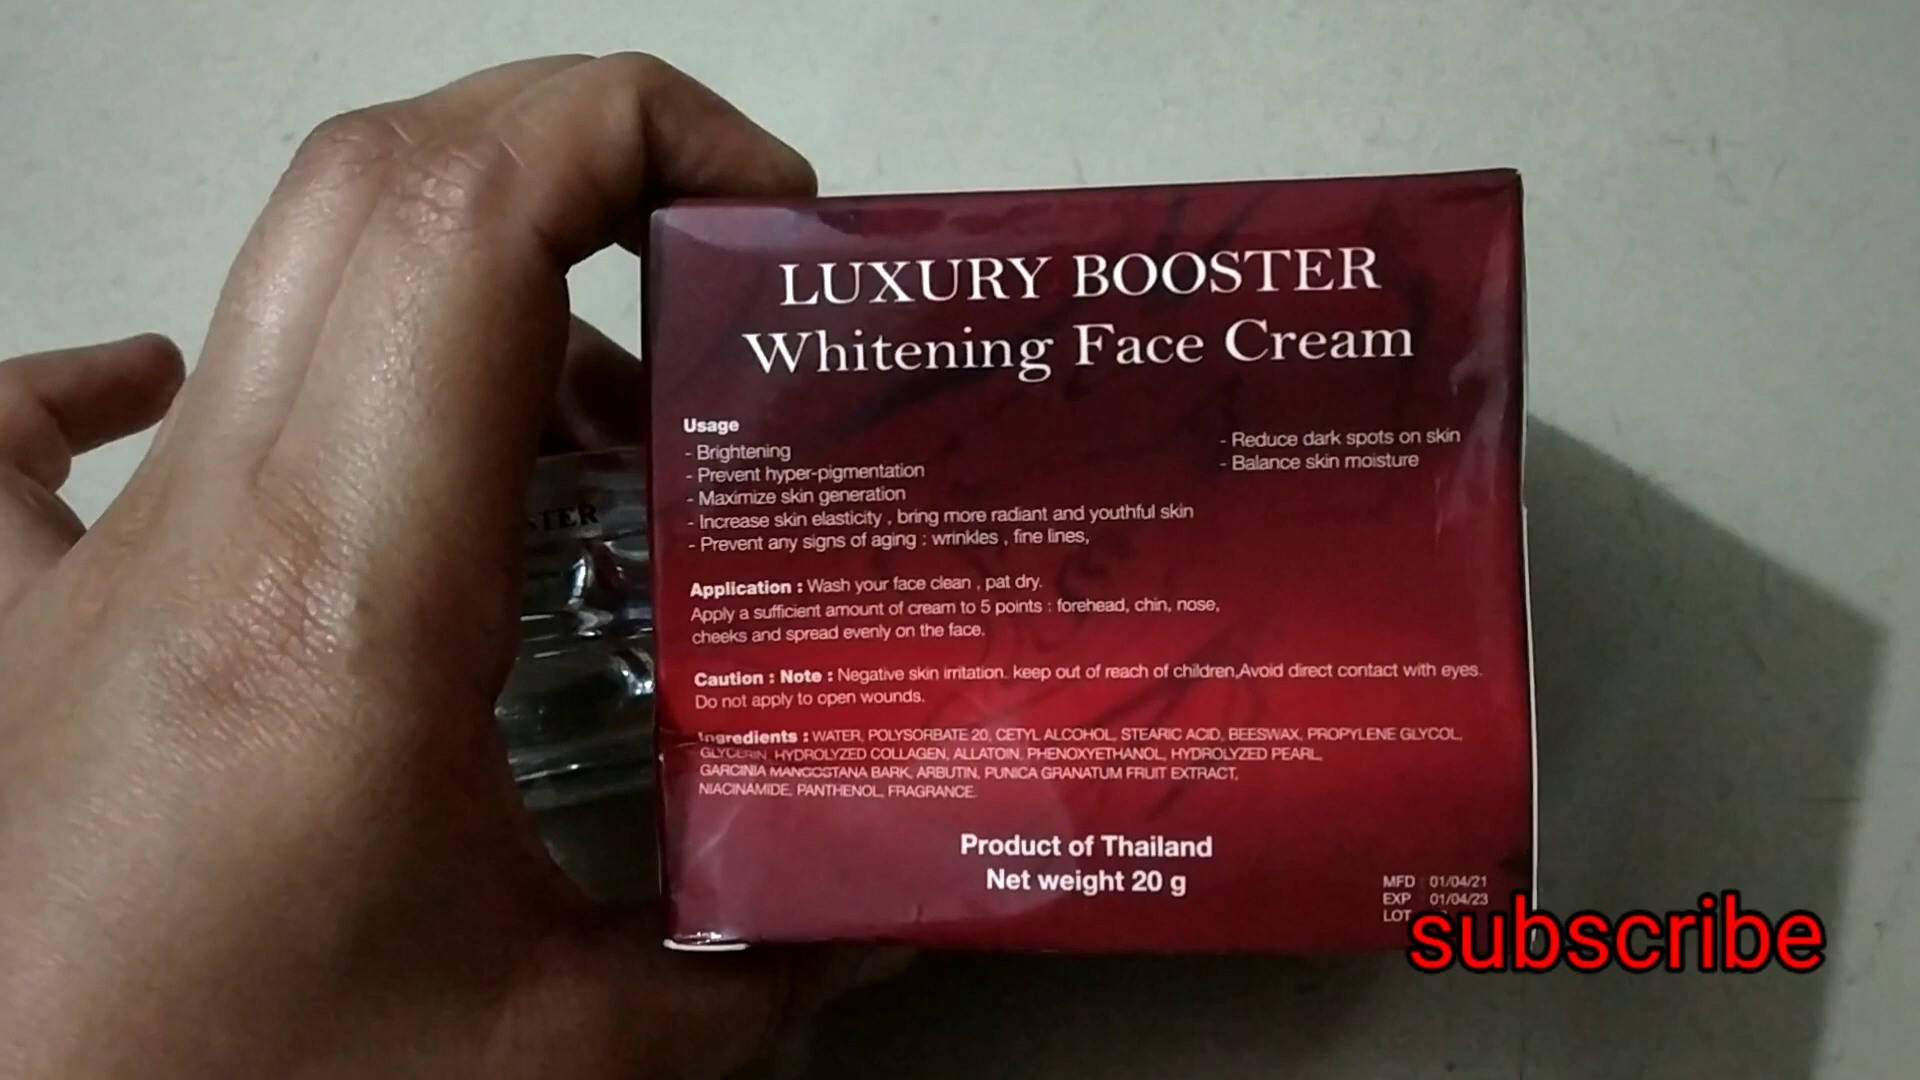 LUXURY BOOSTER
Whitening Face Cream
Usage
- Brightening
- Prevent hyper-pigmentation
- Maximize skin generation
- Increase skin elasticity , bring more radiant and youthful skin
- Prevent any signs of aging : wrinkles , fine lines,
- Reduce dark spots on skin
- Balance skin moisture
Application : Wash your face clean , pat dry.
Apply a sufficient amount of cream to 5 points : forehead, chin, nose,
cheeks and spread evenly on the face.
Caution : Note : Negative skin irritation. keep out of reach of children,Avoid direct contact with eyes.
Do not apply to open wounds.
Ingredients : WATER, POLYSORBATE 20, CETYL ALCOHOL, STEARIC ACID, BEESWAX, PROPYLENE GLYCOL,
GLYCERIN, HYDROLYZED COLLAGEN, ALLATOIN, PHENOXYETHANOL, HYDROLYZED PEARL,
GARCINIA MANGOSTANA BARK, ARBUTIN, PUNICA GRANATUM FRUIT EXTRACT,
NIACINAMIDE, PANTHENOL, FRAGRANCE.
Product of Thailand
Net weight 20 g
MFD : 01/04/21
EXP : 01/04/23
LOT
subscribe